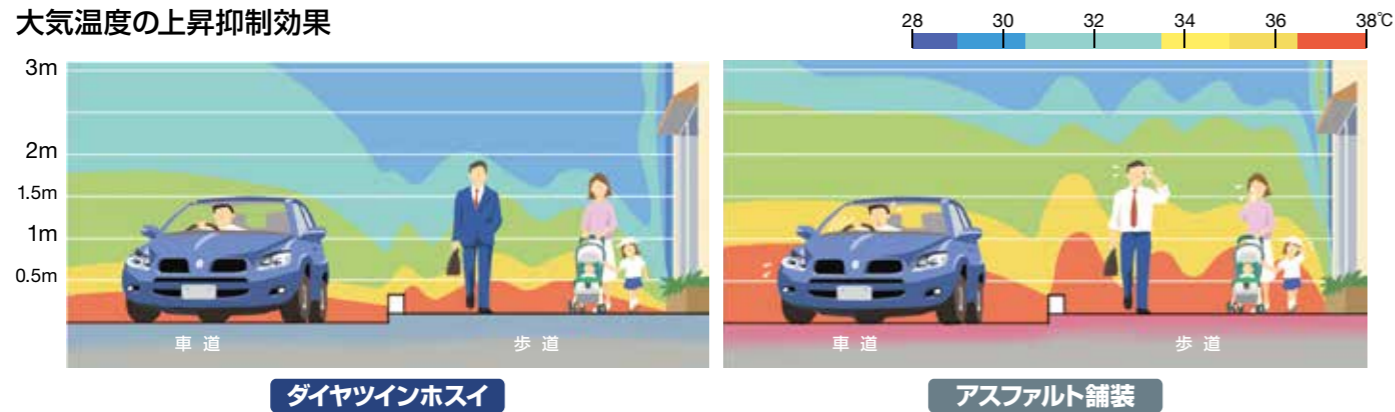 大気温度の上昇抑制効果
28 30 32 34 36 38℃
3m
2m
1.5m
1m
0.5m
車道 歩道
車道 歩道
ダイヤツインホスイ
アスファルト舗装